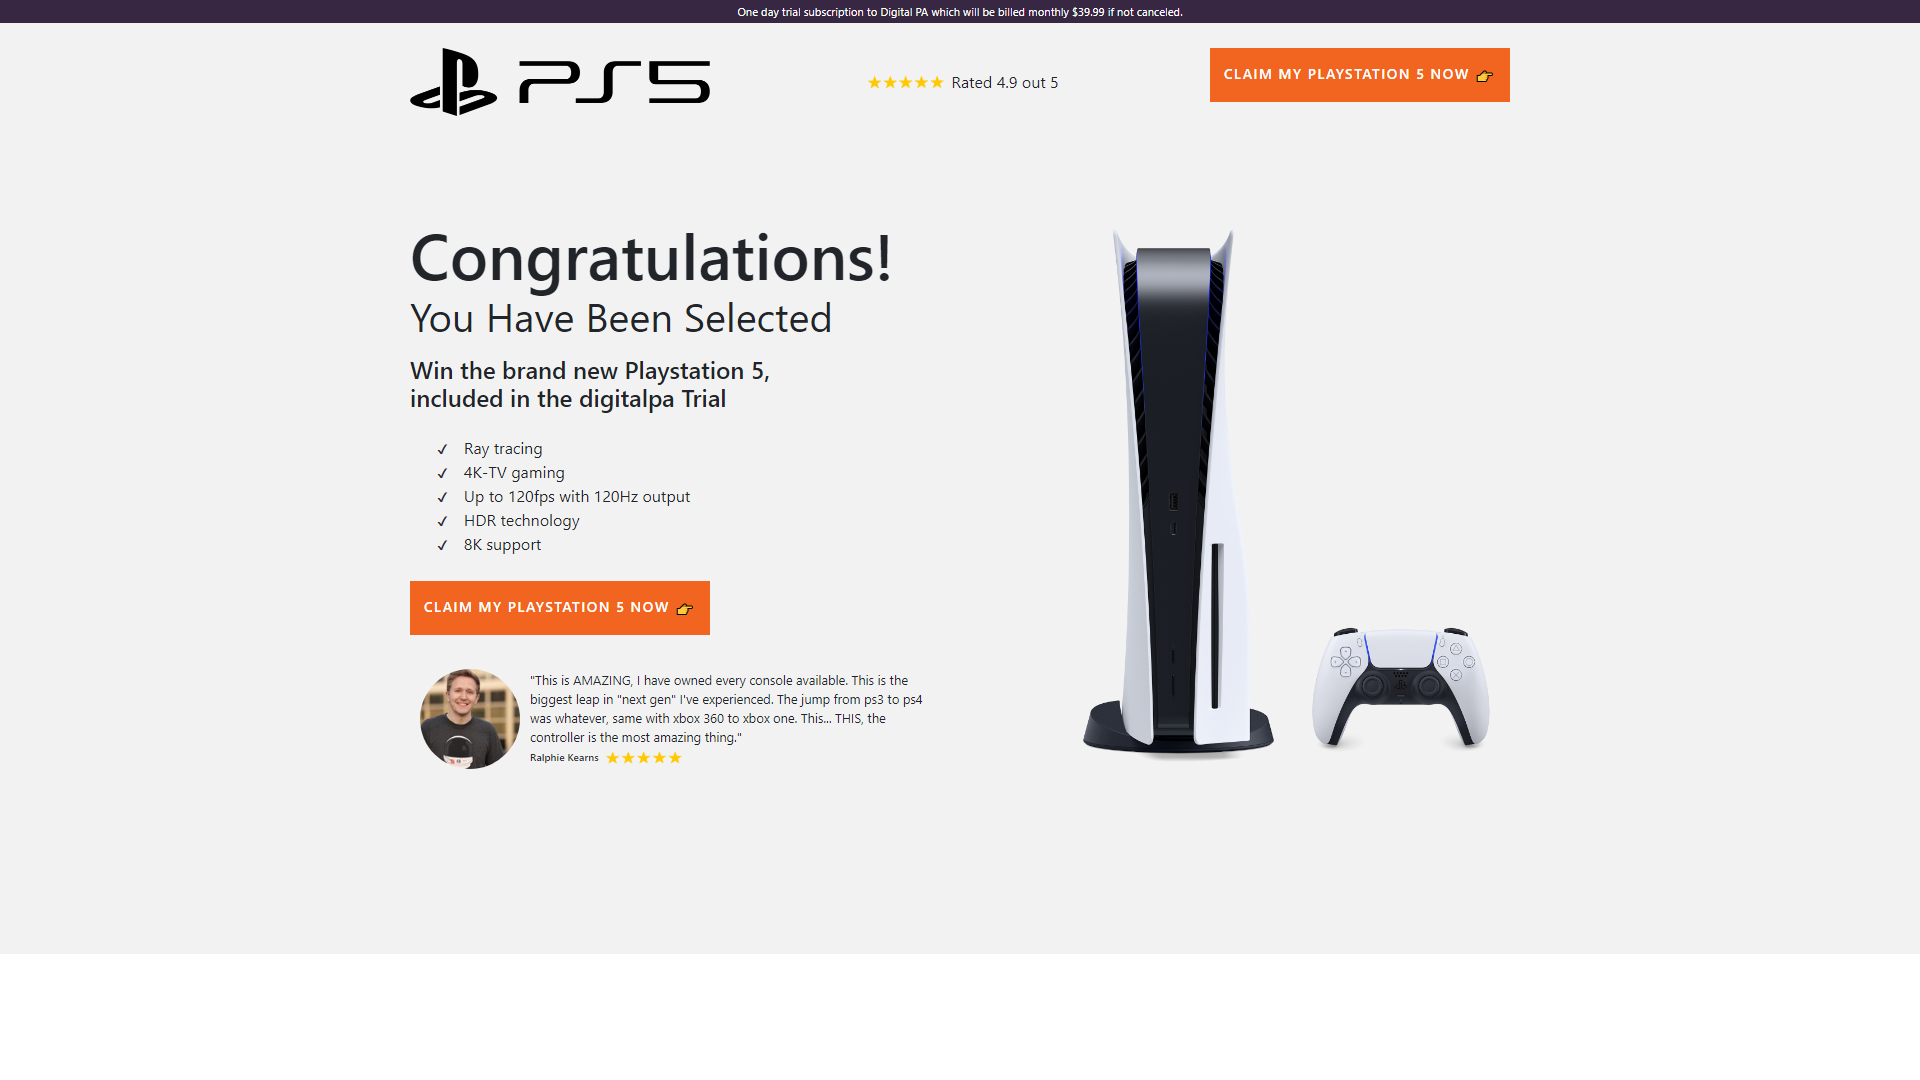 One day trial subscription to Digital PA which will be billed monthly $39.99 if not canceled.
PS5
★★★★★ Rated 4.9 out 5
CLAIM MY PLAYSTATION 5 NOW 👉
Congratulations!
You Have Been Selected
Win the brand new Playstation 5,
included in the digitalpa Trial
✓ Ray tracing
✓ 4K-TV gaming
✓ Up to 120fps with 120Hz output
✓ HDR technology
✓ 8K support
CLAIM MY PLAYSTATION 5 NOW 👉
"This is AMAZING, I have owned every console available. This is the
biggest leap in "next gen" I've experienced. The jump from ps3 to ps4
was whatever, same with xbox 360 to xbox one. This... THIS, the
controller is the most amazing thing."
Ralphie Kearns ★★★★★